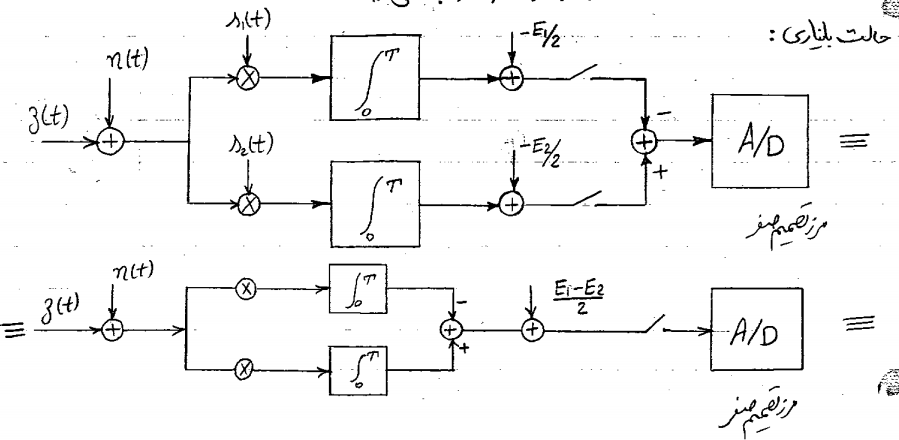 حالت باینری :
s₁(t)
n(t)
z(t)
s₂(t)
∫₀ᵀ
-E₁/2
∫₀ᵀ
-E₂/2
-
+
A/D
≡
مرز تصمیم صفر
≡
z(t)
n(t)
∫₀ᵀ
∫₀ᵀ
-
+
E₁-E₂/2
A/D
≡
مرز تصمیم صفر